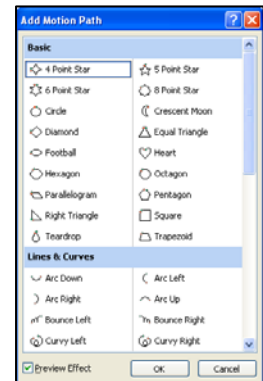 Add Motion Path
Basic
4 Point Star 5 Point Star
6 Point Star 8 Point Star
Circle Crescent Moon
Diamond Equal Triangle
Football Heart
Hexagon Octagon
Parallelogram Pentagon
Right Triangle Square
Teardrop Trapezoid
Lines & Curves
Arc Down Arc Left
Arc Right Arc Up
Bounce Left Bounce Right
Curvy Left Curvy Right
Preview Effect OK Cancel